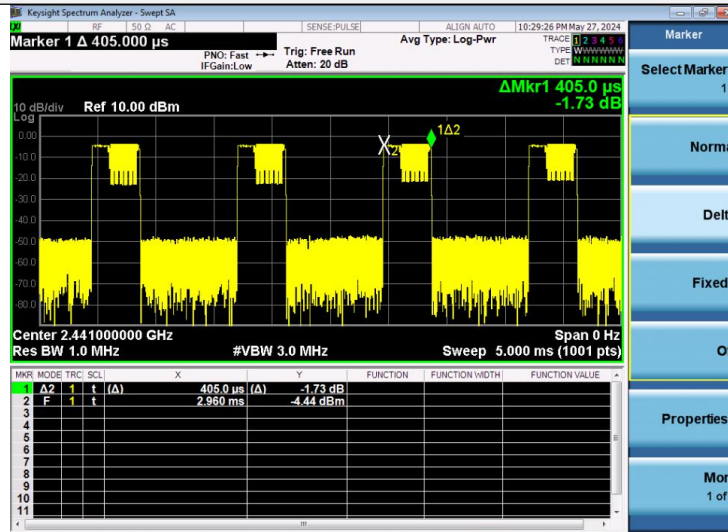 Keysight Spectrum Analyzer - Swept SA
RF 50 Ω AC SENSE:PULSE ALIGN AUTO 10:29:26 PM May 27, 2024
Marker 1 Δ 405.000 µs
PNO: Fast
IFGain:Low
Trig: Free Run
Atten: 20 dB
Avg Type: Log-Pwr
TRACE 1 2 3 4 5 6
TYPE W
DET N N N N N N
ΔMkr1 405.0 µs
-1.73 dB
10 dB/div Ref 10.00 dBm
Log
0.00
-10.0
-20.0
-30.0
-40.0
-50.0
-60.0
-70.0
-80.0
1Δ2
2
Center 2.441000000 GHz Span 0 Hz
Res BW 1.0 MHz #VBW 3.0 MHz Sweep 5.000 ms (1001 pts)
MKR MODE TRC SCL X Y FUNCTION FUNCTION WIDTH FUNCTION VALUE
1 Δ2 1 t (Δ) 405.0 µs (Δ) -1.73 dB
2 F 1 t 2.960 ms -4.44 dBm
3
4
5
6
7
8
9
10
11
Marker
Select Marker
1
Norma
Delt
Fixed
O
Properties
Mor
1 of